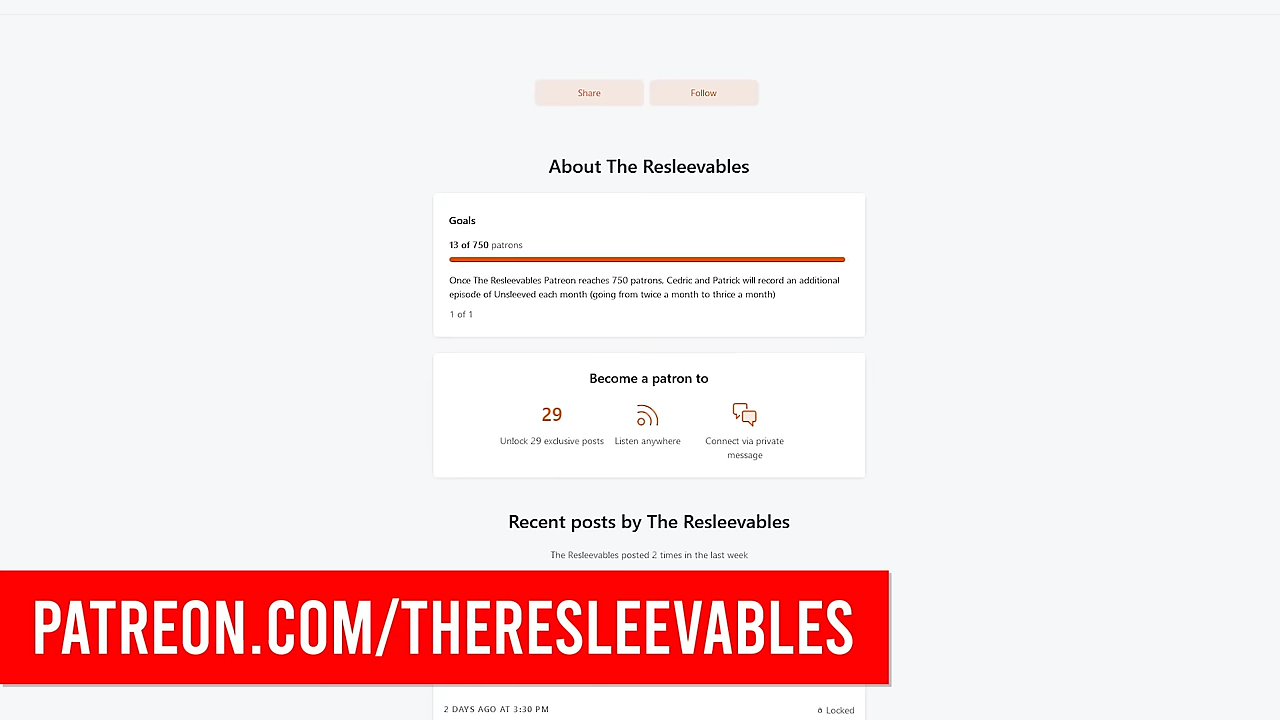 Share
Follow
About The Resleevables
Goals
13 of 750 patrons
Once The Resleevables Patreon reaches 750 patrons, Cedric and Patrick will record an additional
episode of Unsleeved each month (going from twice a month to thrice a month)
1 of 1
Become a patron to
29
Unlock 29 exclusive posts
Listen anywhere
Connect via private
message
Recent posts by The Resleevables
The Resleevables posted 2 times in the last week
PATREON.COM/THERESLEEVABLES
2 DAYS AGO AT 3:30 PM
Locked